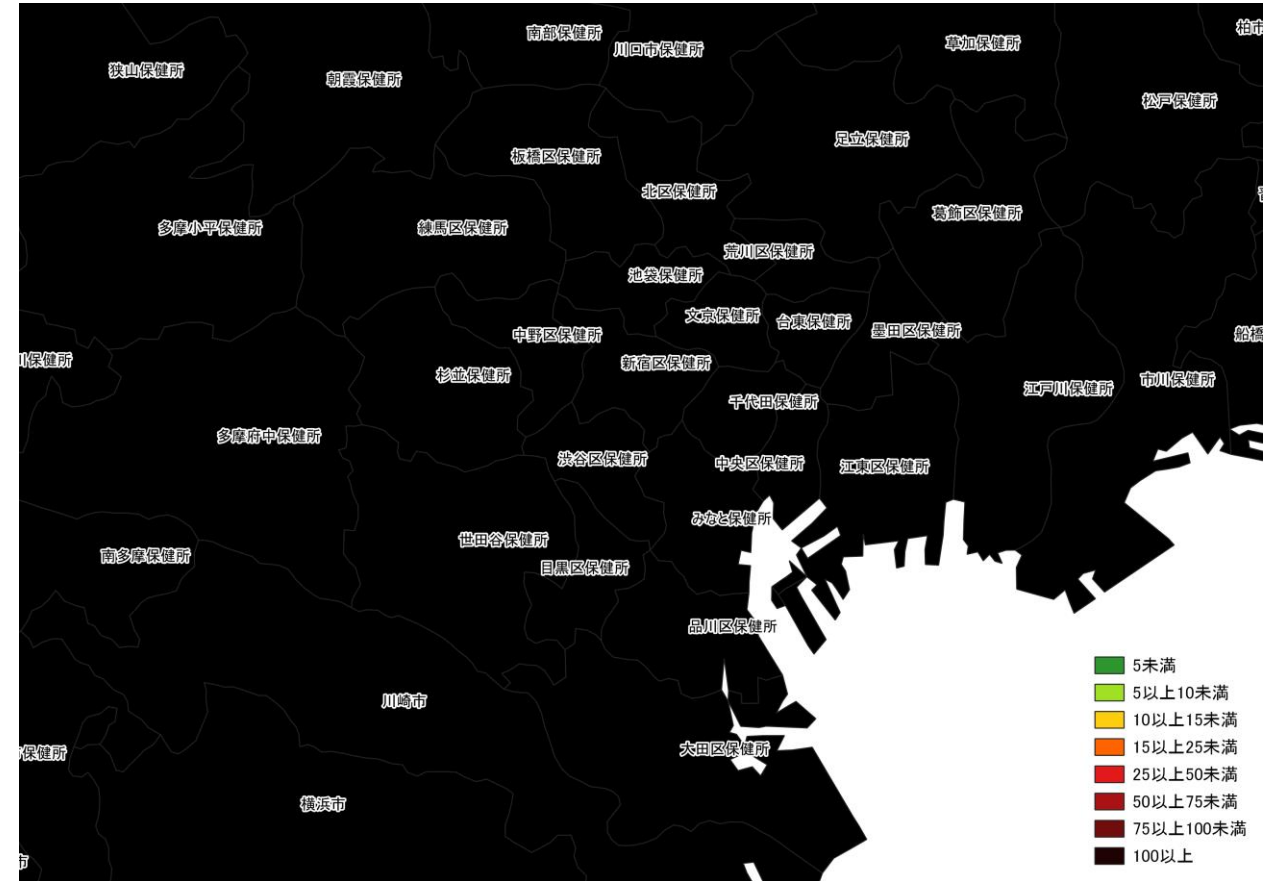 南部保健所
川口市保健所
草加保健所
柏市
狭山保健所
朝霞保健所
松戸保健所
板橋区保健所
足立保健所
北区保健所
多摩小平保健所
練馬区保健所
葛飾区保健所
荒川区保健所
池袋保健所
文京保健所
台東保健所
墨田区保健所
中野区保健所
船橋
川保健所
新宿区保健所
杉並保健所
江戸川保健所
市川保健所
千代田保健所
多摩府中保健所
渋谷区保健所
中央区保健所
江東区保健所
みなと保健所
世田谷保健所
南多摩保健所
目黒区保健所
品川区保健所
川崎市
大田区保健所
保健所
横浜市
市
5未満
5以上10未満
10以上15未満
15以上25未満
25以上50未満
50以上75未満
75以上100未満
100以上